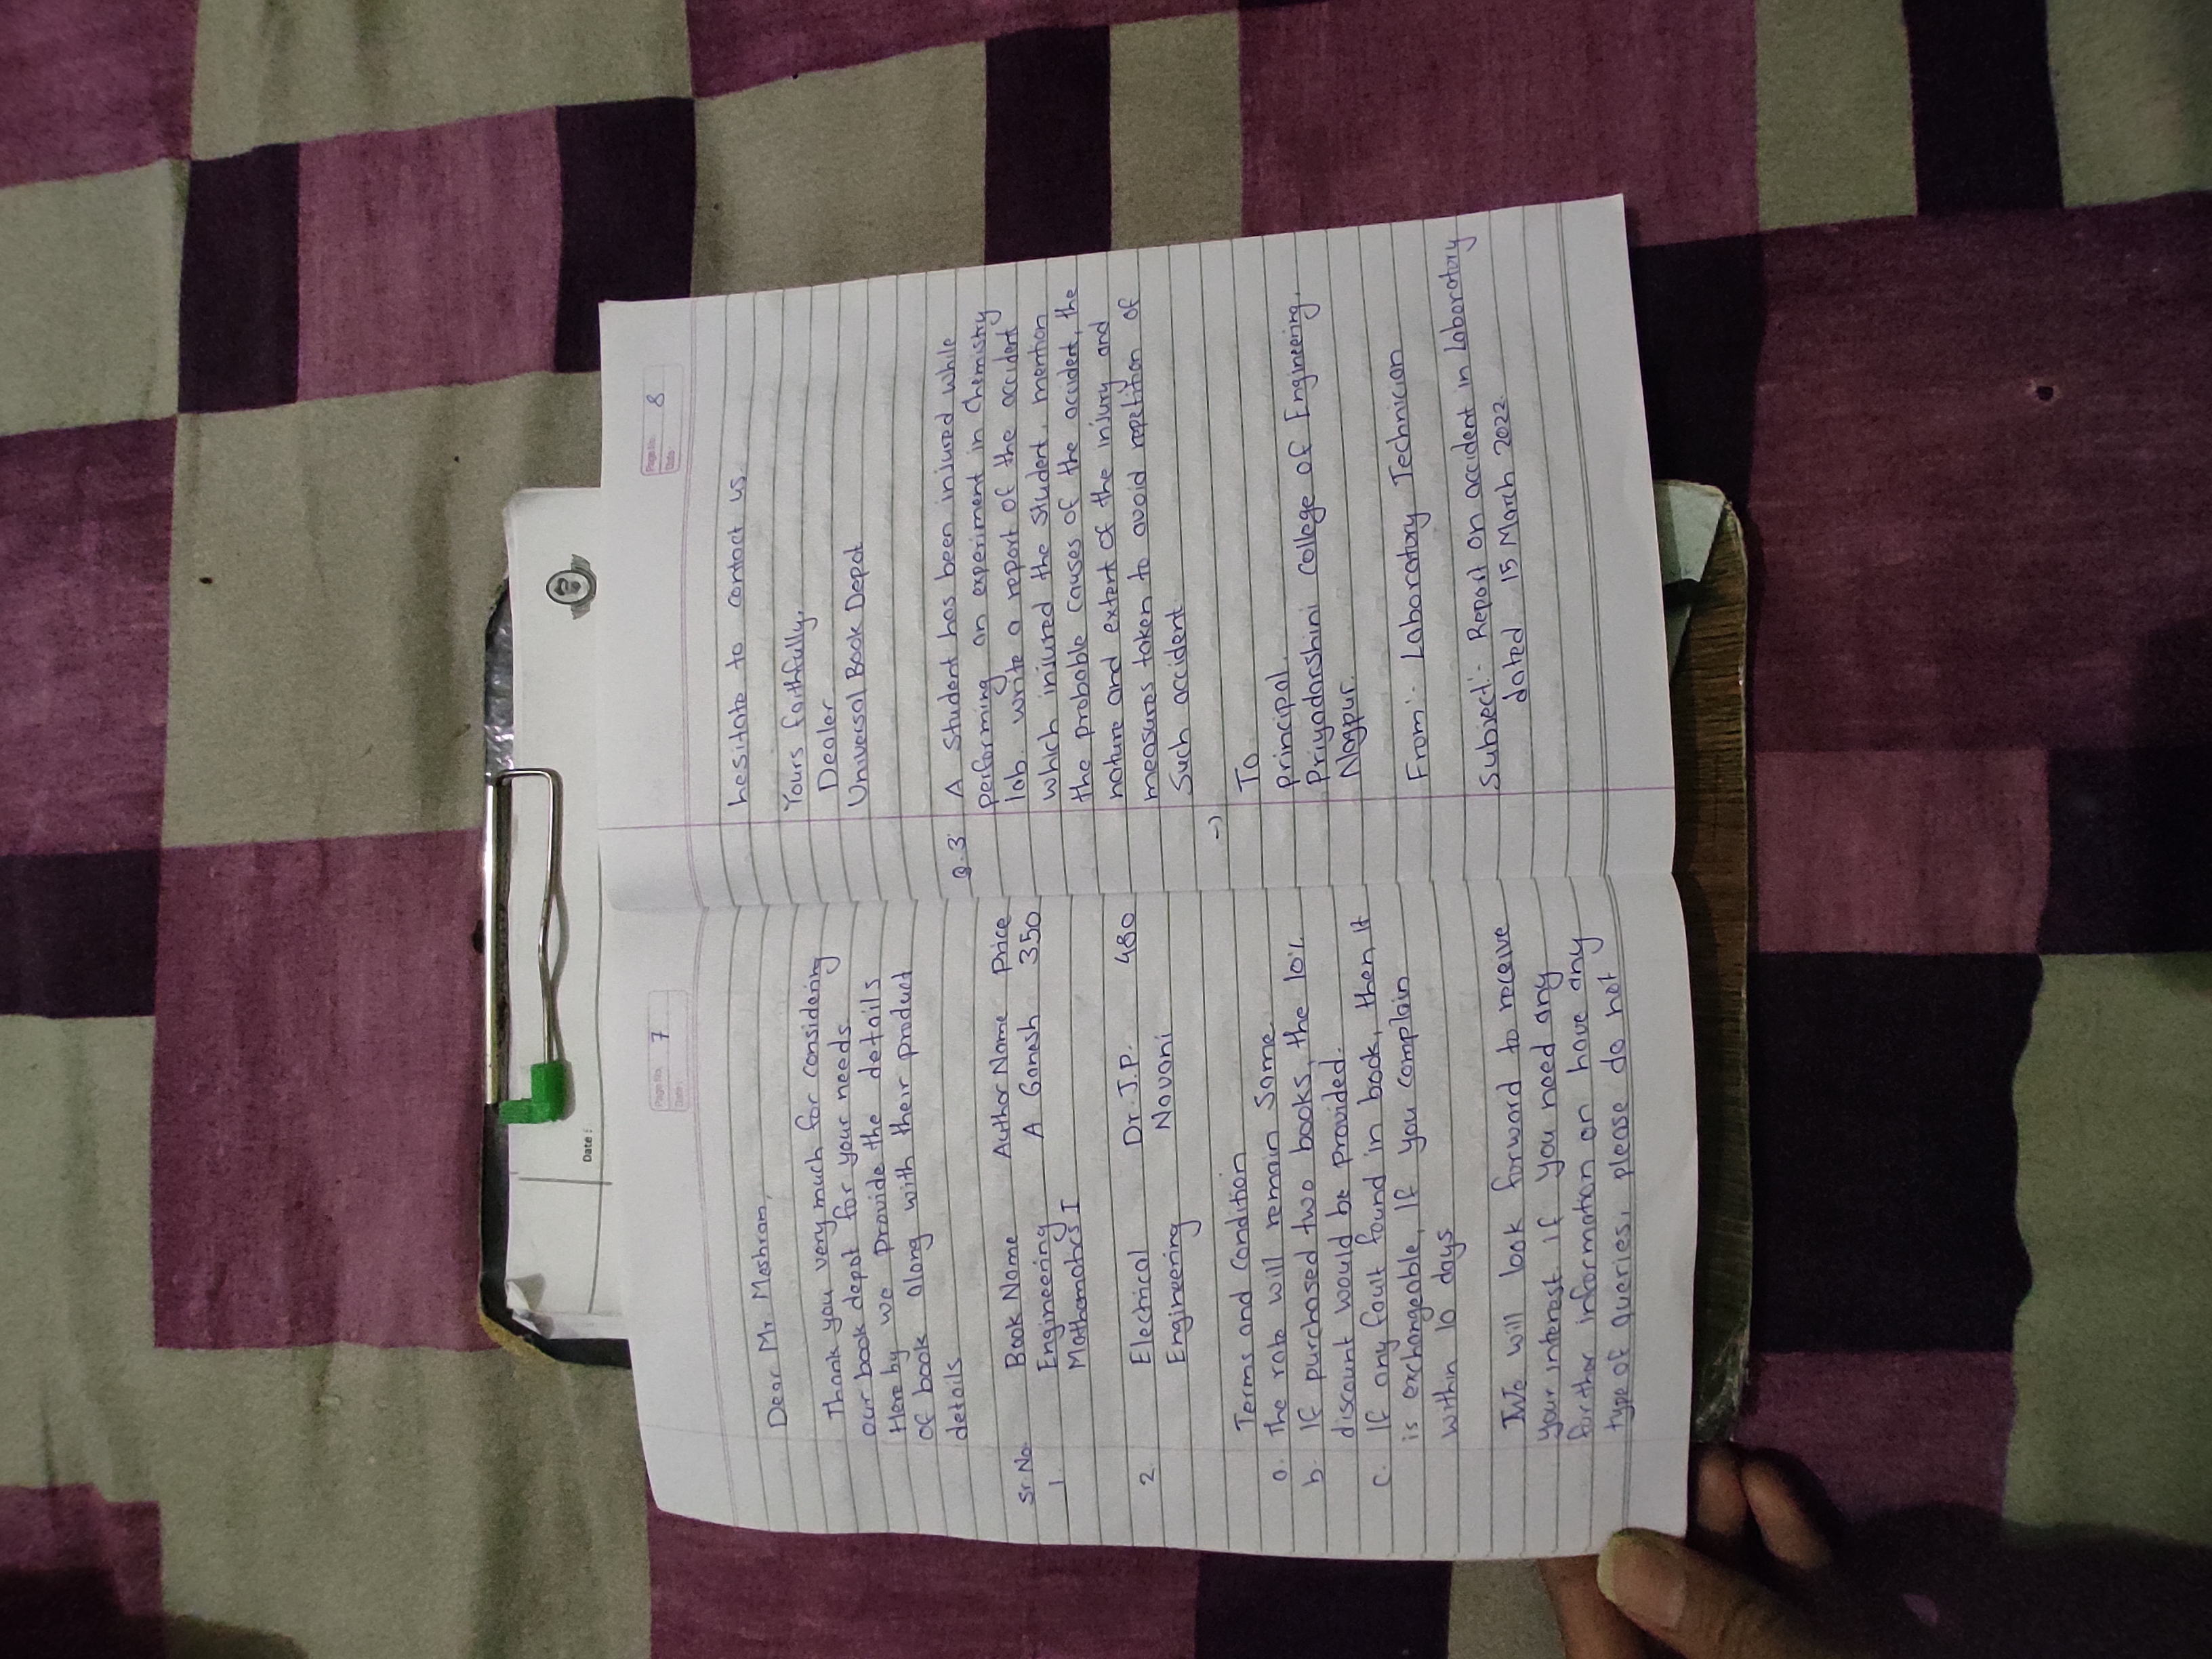 Date :
Page No. 7
Date :
Dear Mr. Meshram,
Thank you very much for considering
our book depot for your needs
Here by we provide the details
of book along with their product
details
Sr. No. Book Name Author Name Price
1. Engineering A Ganesh 350
Mathematics I
2. Electrical Dr. J.P. 480
Engineering Navani
Terms and condition
a. The rate will remain same.
b. If purchased two books, the 10%
discount would be provided.
c. If any fault found in book, then it
is exchangeable, If you complain
within 10 days
We will look forward to receive
your interest. if you need any
further information on have any
type of queries, please do not
Page No. 8
Date :
hesitate to contact us.
Yours faithfully,
Dealer
Universal Book Depot
Q.3 A Student has been injured while
performing an experiment in Chemistry
lab. write a report of the accident
which injured the student. mention
the probable causes of the accident, the
nature and extent of the injury and
measures taken to avoid repetition of
Such accident.
→
To
principal.
Priyadarshini college of Engineering.
Nagpur.
From:- Laboratory Technician
Subject:- Report on accident in Laboratory
dated 15 March 2022.